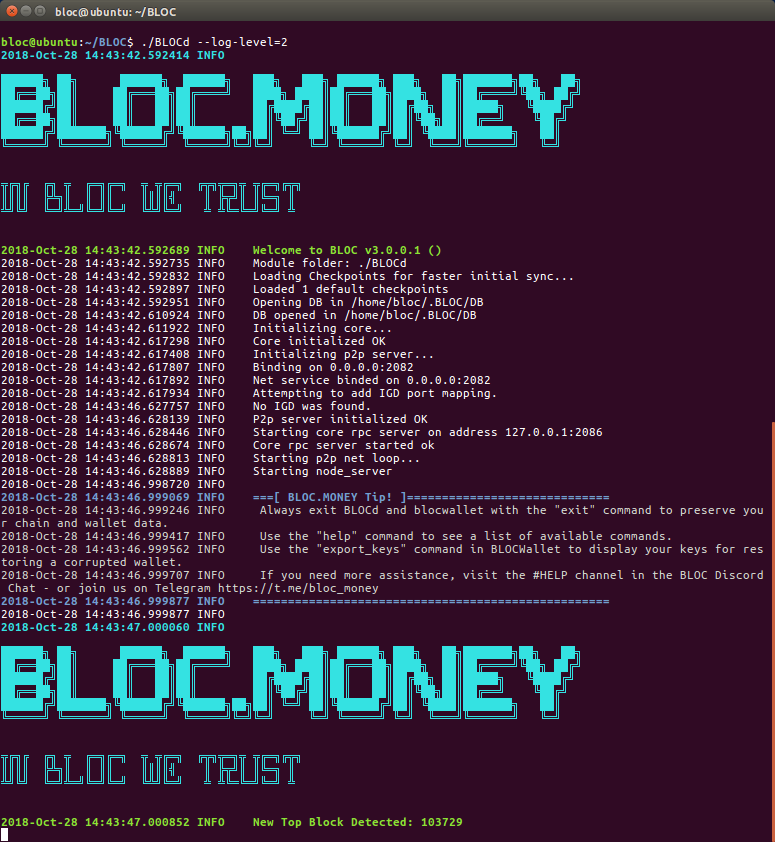 bloc@ubuntu: ~/BLOC
bloc@ubuntu:~/BLOC$ ./BLOCd --log-level=2
2018-Oct-28 14:43:42.592414 INFO
BLOC.MONEY
IN BLOC WE TRUST
2018-Oct-28 14:43:42.592689 INFO    Welcome to BLOC v3.0.0.1 ()
2018-Oct-28 14:43:42.592735 INFO    Module folder: ./BLOCd
2018-Oct-28 14:43:42.592832 INFO    Loading Checkpoints for faster initial sync...
2018-Oct-28 14:43:42.592897 INFO    Loaded 1 default checkpoints
2018-Oct-28 14:43:42.592951 INFO    Opening DB in /home/bloc/.BLOC/DB
2018-Oct-28 14:43:42.610924 INFO    DB opened in /home/bloc/.BLOC/DB
2018-Oct-28 14:43:42.611922 INFO    Initializing core...
2018-Oct-28 14:43:42.617298 INFO    Core initialized OK
2018-Oct-28 14:43:42.617408 INFO    Initializing p2p server...
2018-Oct-28 14:43:42.617807 INFO    Binding on 0.0.0.0:2082
2018-Oct-28 14:43:42.617892 INFO    Net service binded on 0.0.0.0:2082
2018-Oct-28 14:43:42.617934 INFO    Attempting to add IGD port mapping.
2018-Oct-28 14:43:46.627757 INFO    No IGD was found.
2018-Oct-28 14:43:46.628139 INFO    P2p server initialized OK
2018-Oct-28 14:43:46.628446 INFO    Starting core rpc server on address 127.0.0.1:2086
2018-Oct-28 14:43:46.628674 INFO    Core rpc server started ok
2018-Oct-28 14:43:46.628813 INFO    Starting p2p net loop...
2018-Oct-28 14:43:46.628889 INFO    Starting node_server
2018-Oct-28 14:43:46.998720 INFO
2018-Oct-28 14:43:46.999069 INFO    ===[ BLOC.MONEY Tip! ]=============================
2018-Oct-28 14:43:46.999246 INFO     Always exit BLOCd and blocwallet with the "exit" command to preserve you
r chain and wallet data.
2018-Oct-28 14:43:46.999417 INFO     Use the "help" command to see a list of available commands.
2018-Oct-28 14:43:46.999562 INFO     Use the "export_keys" command in BLOCWallet to display your keys for res
toring a corrupted wallet.
2018-Oct-28 14:43:46.999707 INFO     If you need more assistance, visit the #HELP channel in the BLOC Discord
 Chat - or join us on Telegram https://t.me/bloc_money
2018-Oct-28 14:43:46.999877 INFO    ===================================================
2018-Oct-28 14:43:46.999877 INFO
2018-Oct-28 14:43:47.000060 INFO
BLOC.MONEY
IN BLOC WE TRUST
2018-Oct-28 14:43:47.000852 INFO    New Top Block Detected: 103729